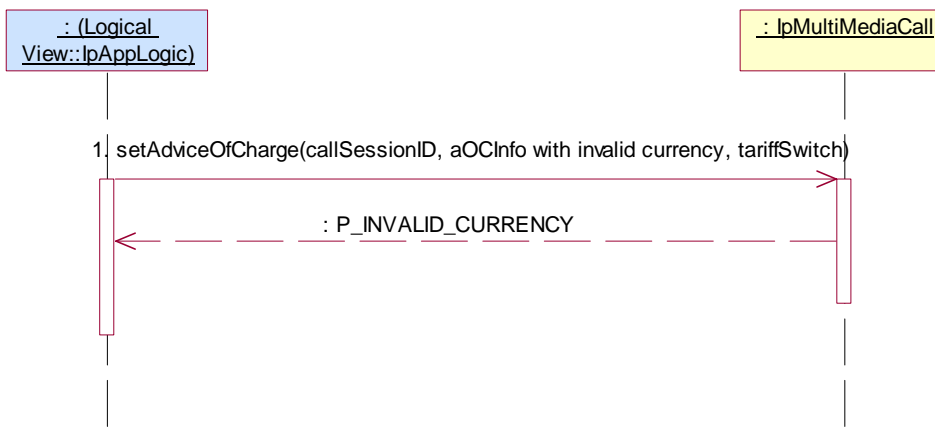 : (Logical
View::IpAppLogic)
: IpMultiMediaCall
1. setAdviceOfCharge(callSessionID, aOCInfo with invalid currency, tariffSwitch)
: P_INVALID_CURRENCY